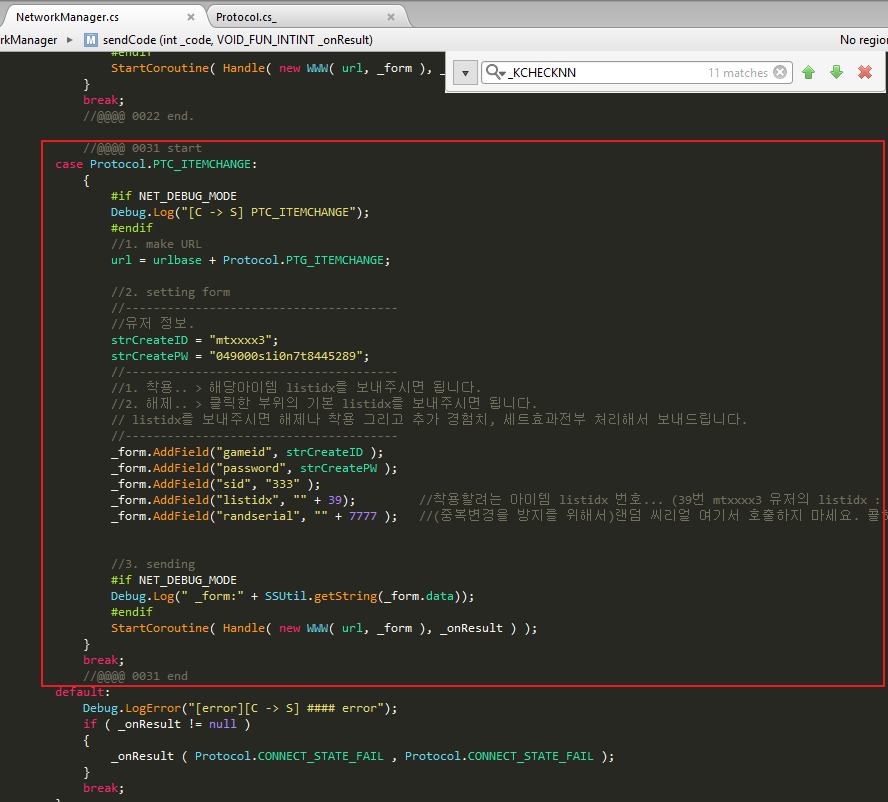 NetworkManager.cs
Protocol.cs_
rkManager ▸ M sendCode (int _code, VOID_FUN_INTINT _onResult)
No regio
_KCHECKNN 11 matches
#endif
StartCoroutine( Handle( new WWW( url, _form ), _
}
break;
//@@@@ 0022 end.
//@@@@ 0031 start
case Protocol.PTC_ITEMCHANGE:
{
#if NET_DEBUG_MODE
Debug.Log("[C -> S] PTC_ITEMCHANGE");
#endif
//1. make URL
url = urlbase + Protocol.PTG_ITEMCHANGE;
//2. setting form
//---------------------------------------
//유저 정보.
strCreateID = "mtxxxx3";
strCreatePW = "049000s1i0n7t8445289";
//---------------------------------------
//1. 착용.. > 해당아이템 listidx를 보내주시면 됩니다.
//2. 해제.. > 클릭한 부위의 기본 listidx를 보내주시면 됩니다.
// listidx를 보내주시면 해제나 착용 그리고 추가 경험치, 세트효과전부 처리해서 보내드립니다.
//---------------------------------------
_form.AddField("gameid", strCreateID );
_form.AddField("password", strCreatePW );
_form.AddField("sid", "333" );
_form.AddField("listidx", "" + 39); //착용할려는 아이템 listidx 번호... (39번 mtxxxx3 유저의 listidx :
_form.AddField("randserial", "" + 7777 ); //(중복변경을 방지를 위해서)랜덤 씨리얼 여기서 호출하지 마세요.
//3. sending
#if NET_DEBUG_MODE
Debug.Log(" _form:" + SSUtil.getString(_form.data));
#endif
StartCoroutine( Handle( new WWW( url, _form ), _onResult ) );
}
break;
//@@@@ 0031 end
default:
Debug.LogError("[error][C -> S] #### error");
if ( _onResult != null )
{
_onResult ( Protocol.CONNECT_STATE_FAIL , Protocol.CONNECT_STATE_FAIL );
}
break;